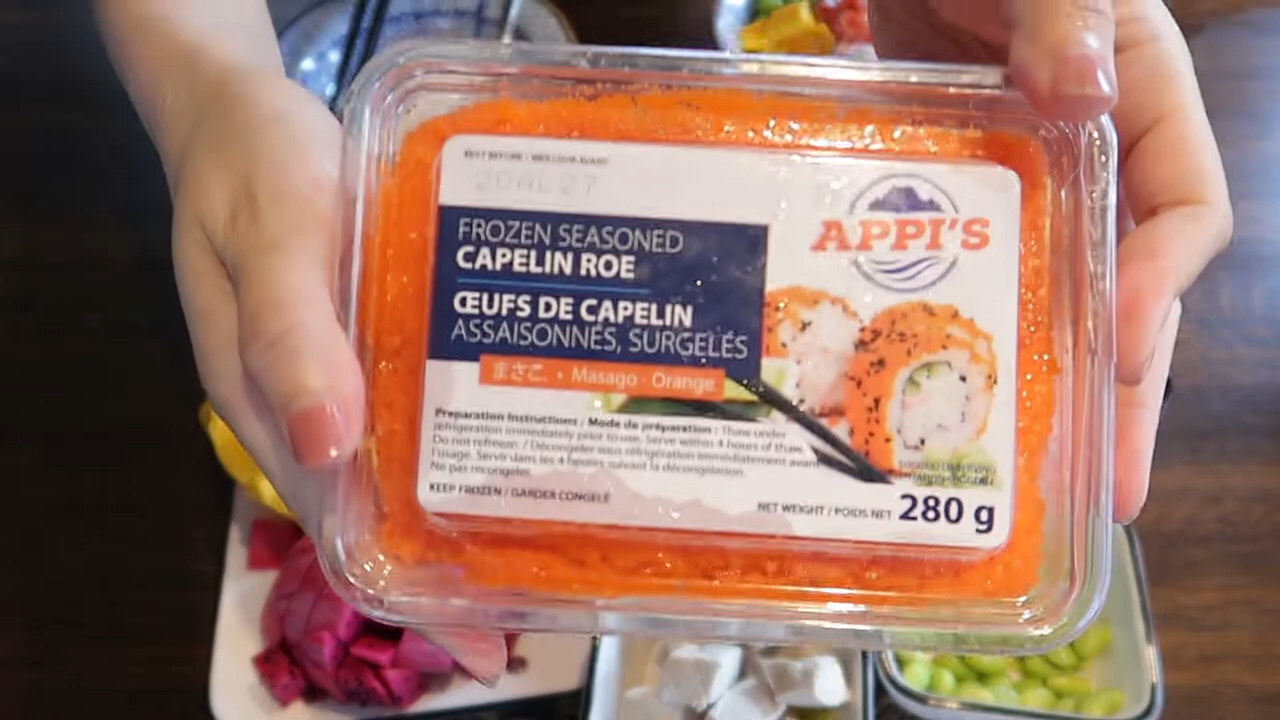 BEST BEFORE / MEILLEUR AVANT
APPI'S
FROZEN SEASONED
CAPELIN ROE
ŒUFS DE CAPELIN
ASSAISONNÉS, SURGELÉS
まさこ • Masago - Orange
Preparation Instructions / Mode de préparation : Thaw under
refrigeration immediately prior to use. Serve within 4 hours of thaw.
Do not refreeze. / Décongeler sous réfrigération immédiatement avant
l'usage. Servir dans les 4 heures suivant la décongélation.
Ne pas recongeler.
KEEP FROZEN / GARDER CONGELÉ
NET WEIGHT / POIDS NET 280 g